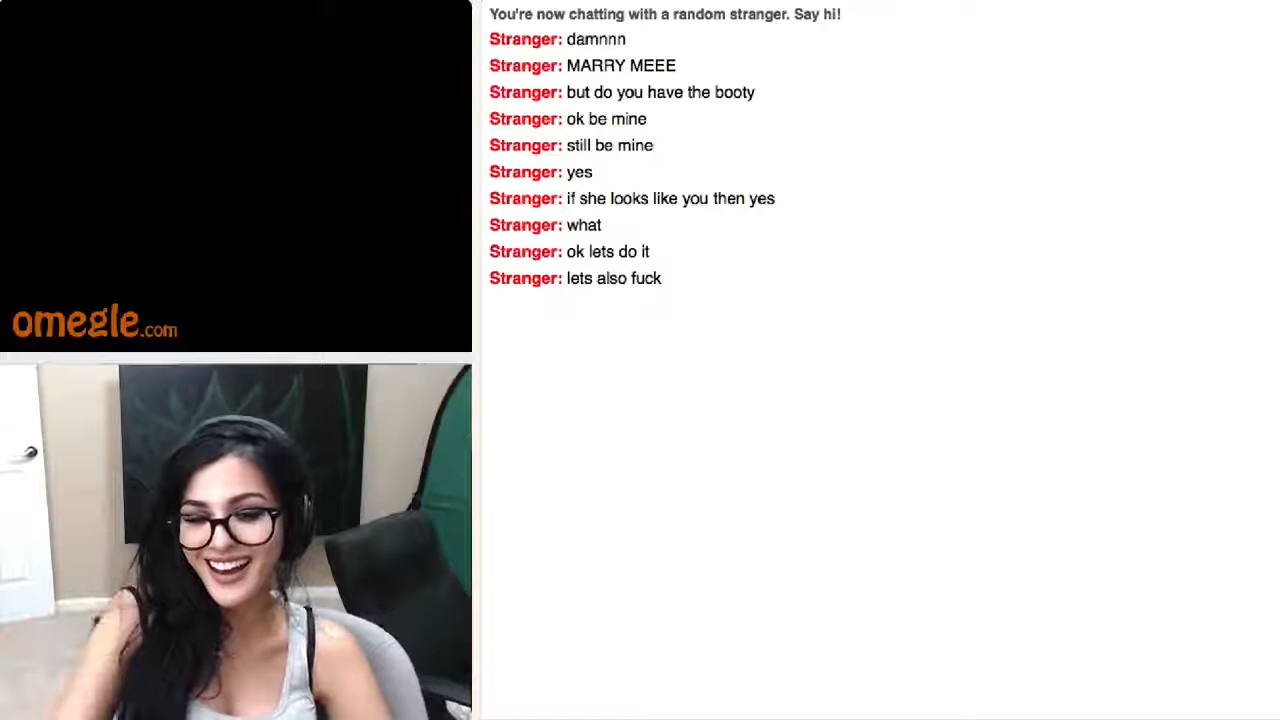 You're now chatting with a random stranger. Say hi!
Stranger: damnnn
Stranger: MARRY MEEE
Stranger: but do you have the booty
Stranger: ok be mine
Stranger: still be mine
Stranger: yes
Stranger: if she looks like you then yes
Stranger: what
Stranger: ok lets do it
Stranger: lets also fuck
omegle.com